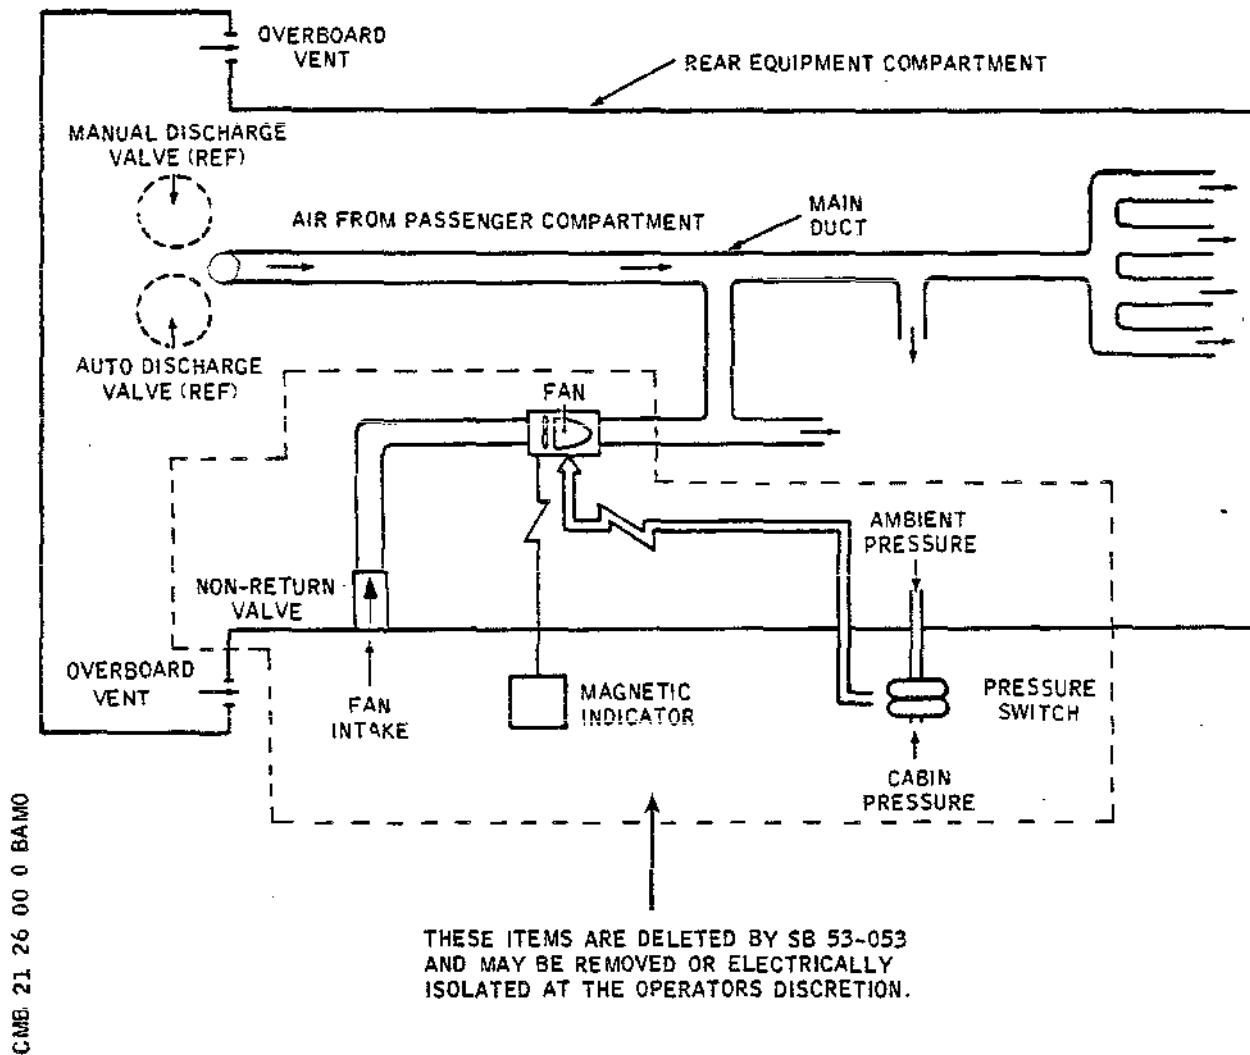 OVERBOARD
VENT
REAR EQUIPMENT COMPARTMENT
MANUAL DISCHARGE
VALVE (REF)
AIR FROM PASSENGER COMPARTMENT
MAIN
DUCT
AUTO DISCHARGE
VALVE (REF)
FAN
AMBIENT
PRESSURE
NON-RETURN
VALVE
OVERBOARD
VENT
FAN
INTAKE
MAGNETIC
INDICATOR
PRESSURE
SWITCH
CABIN
PRESSURE
THESE ITEMS ARE DELETED BY SB 53-053
AND MAY BE REMOVED OR ELECTRICALLY
ISOLATED AT THE OPERATORS DISCRETION.
CMB 21 26 00 0 BAMO